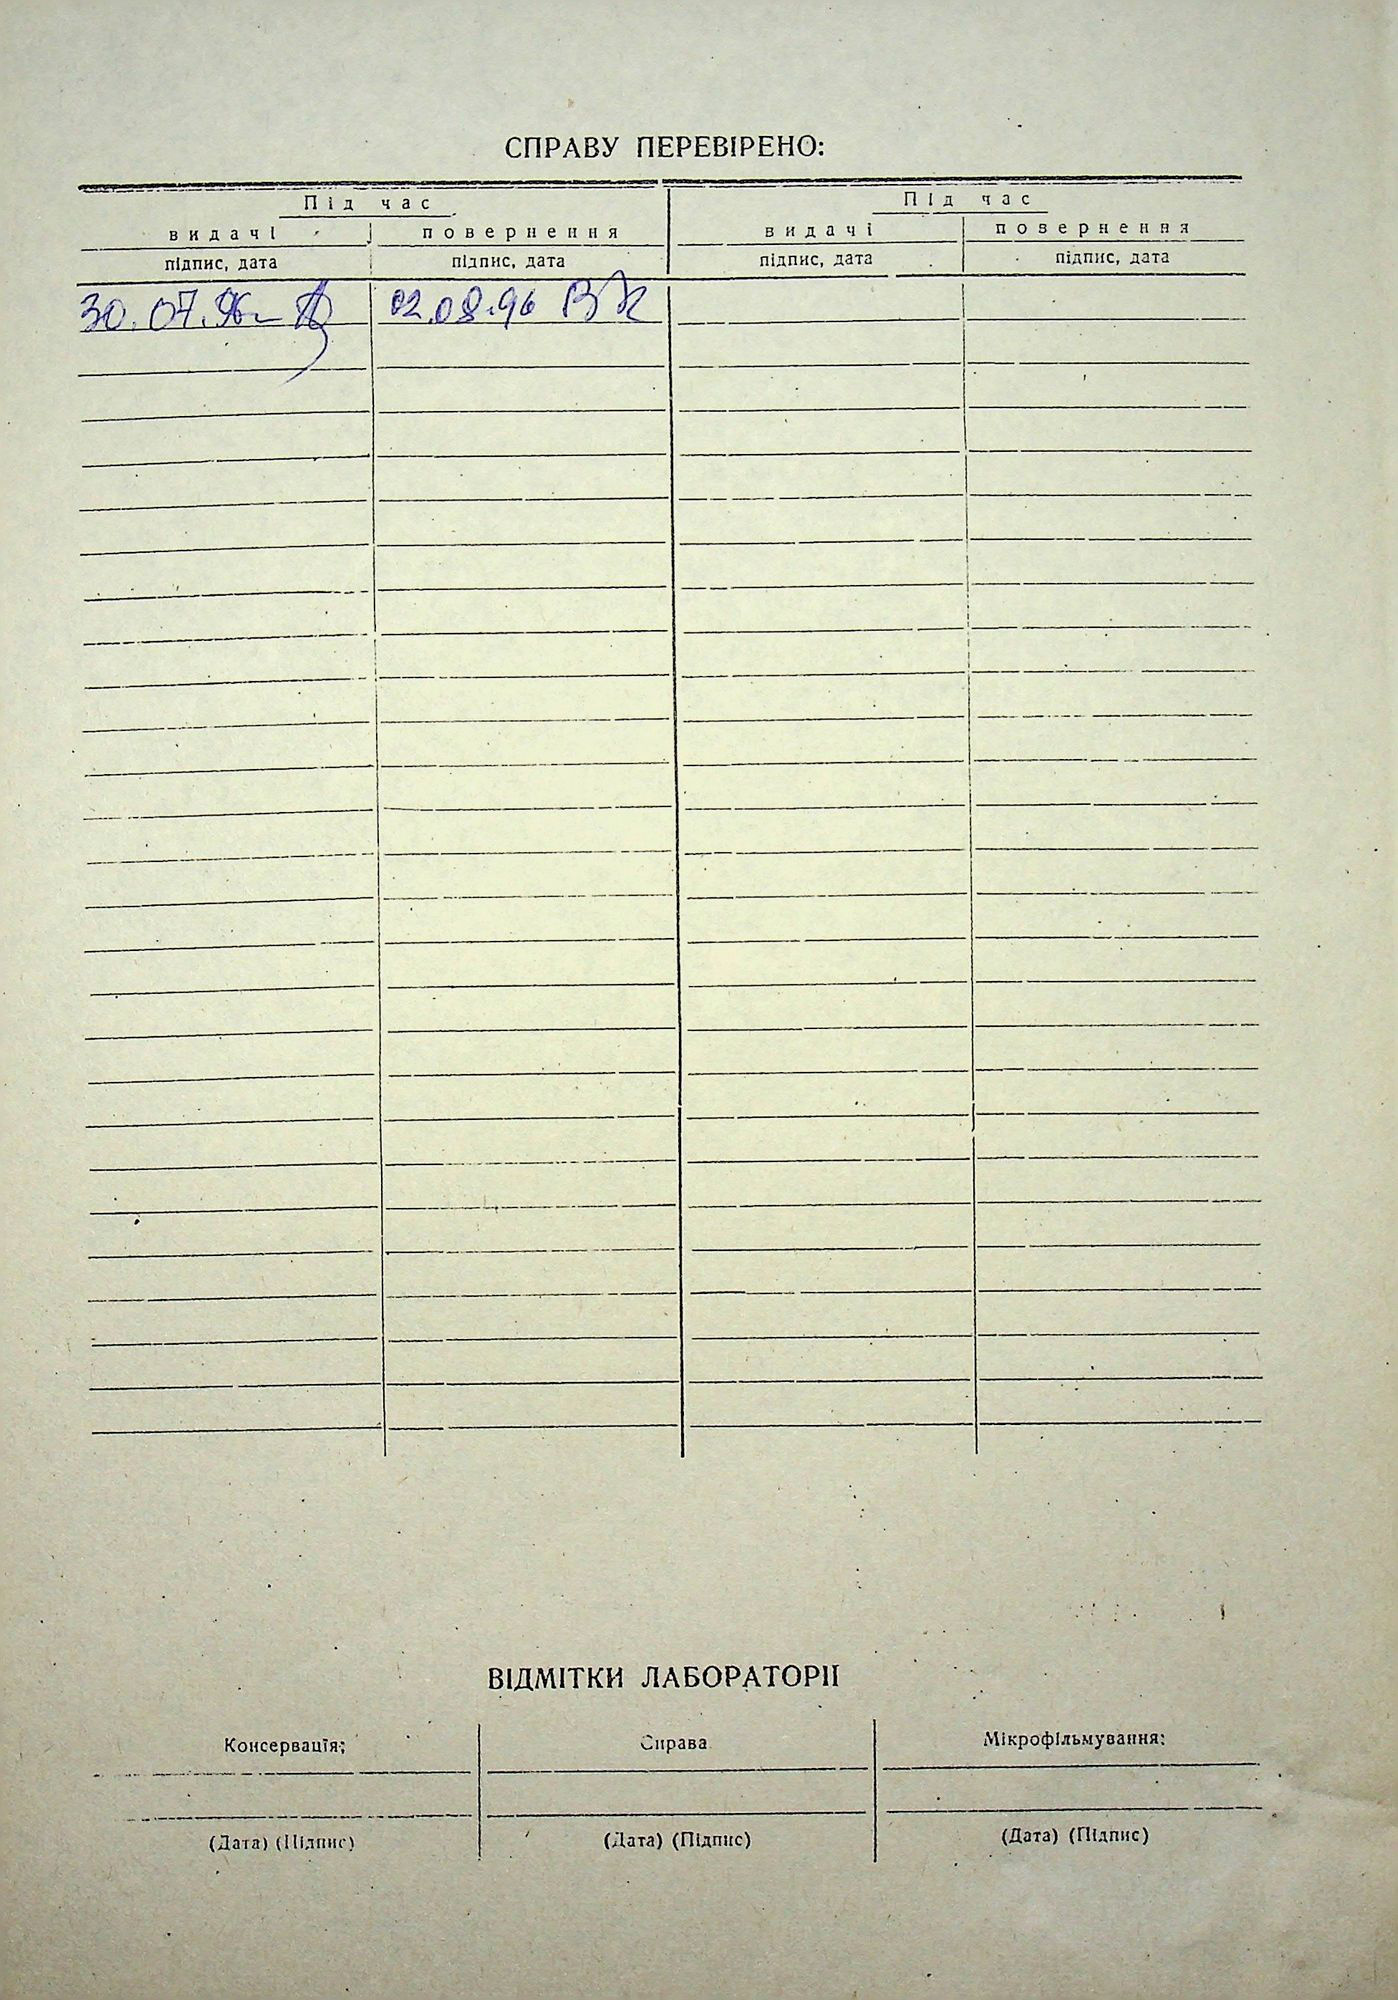 СПРАВУ ПЕРЕВІРЕНО:
Під час Під час
видачі повернення видачі повернення
підпис, дата підпис, дата підпис, дата підпис, дата
30.07.96 02.08.96
ВІДМІТКИ ЛАБОРАТОРІЇ
Консервація: Справа Мікрофільмування:
(Дата) (Підпис) (Дата) (Підпис) (Дата) (Підпис)